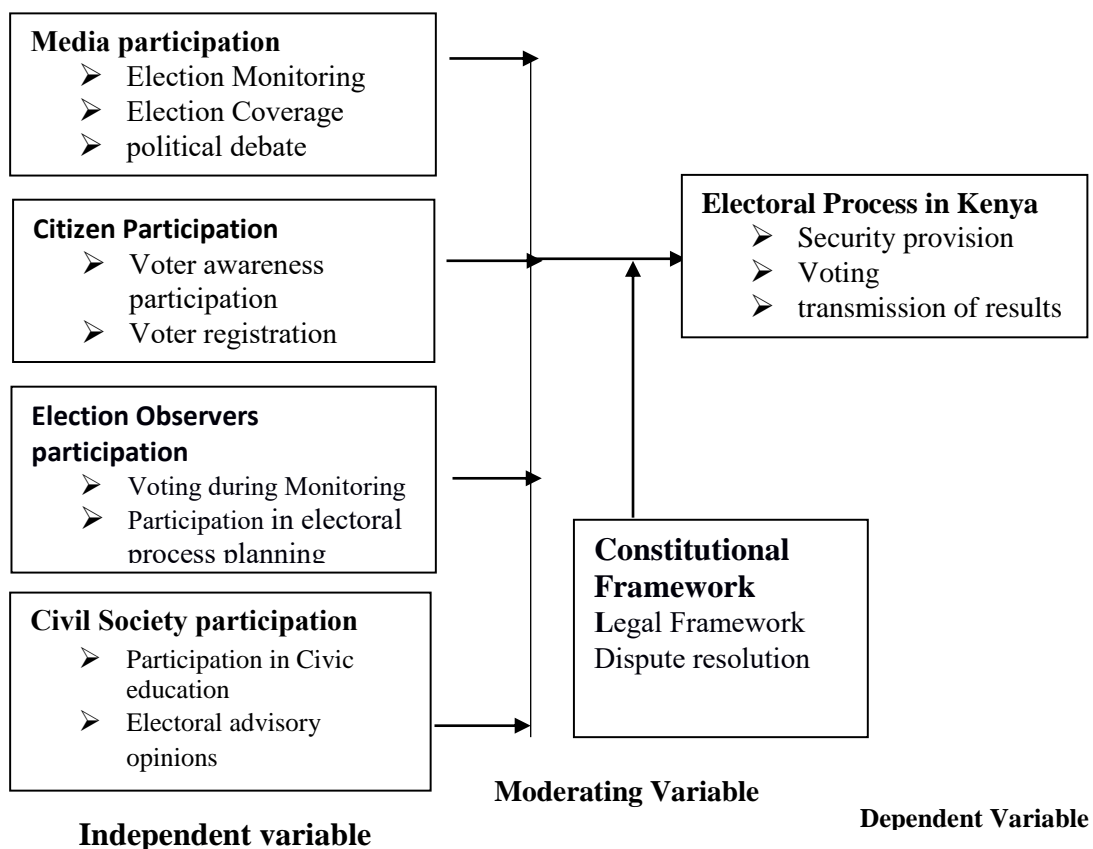 Media participation
➢ Election Monitoring
➢ Election Coverage
➢ political debate
Citizen Participation
➢ Voter awareness
participation
➢ Voter registration
Election Observers
participation
➢ Voting during Monitoring
➢ Participation in electoral
process planning
Civil Society participation
➢ Participation in Civic
education
➢ Electoral advisory
opinions
Independent variable
Constitutional
Framework
Legal Framework
Dispute resolution
Moderating Variable
Electoral Process in Kenya
➢ Security provision
➢ Voting
➢ transmission of results
Dependent Variable